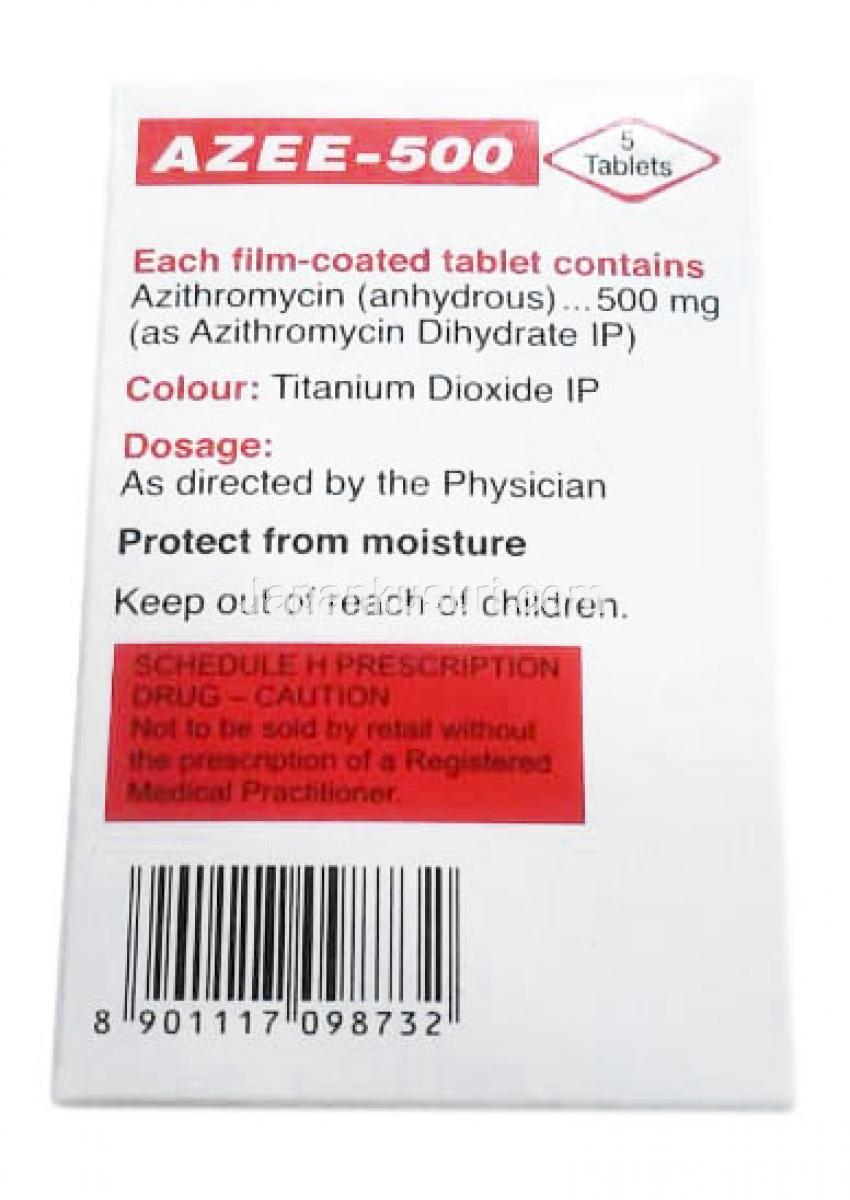 AZEE-500
5
Tablets
Each film-coated tablet contains
Azithromycin (anhydrous)...500 mg
(as Azithromycin Dihydrate IP)
Colour: Titanium Dioxide IP
Dosage:
As directed by the Physician
Protect from moisture
Keep out of reach of children.
Japankusuri.com
SCHEDULE H PRESCRIPTION
DRUG – CAUTION
Not to be sold by retail without
the prescription of a Registered
Medical Practitioner.
8 901117 098732